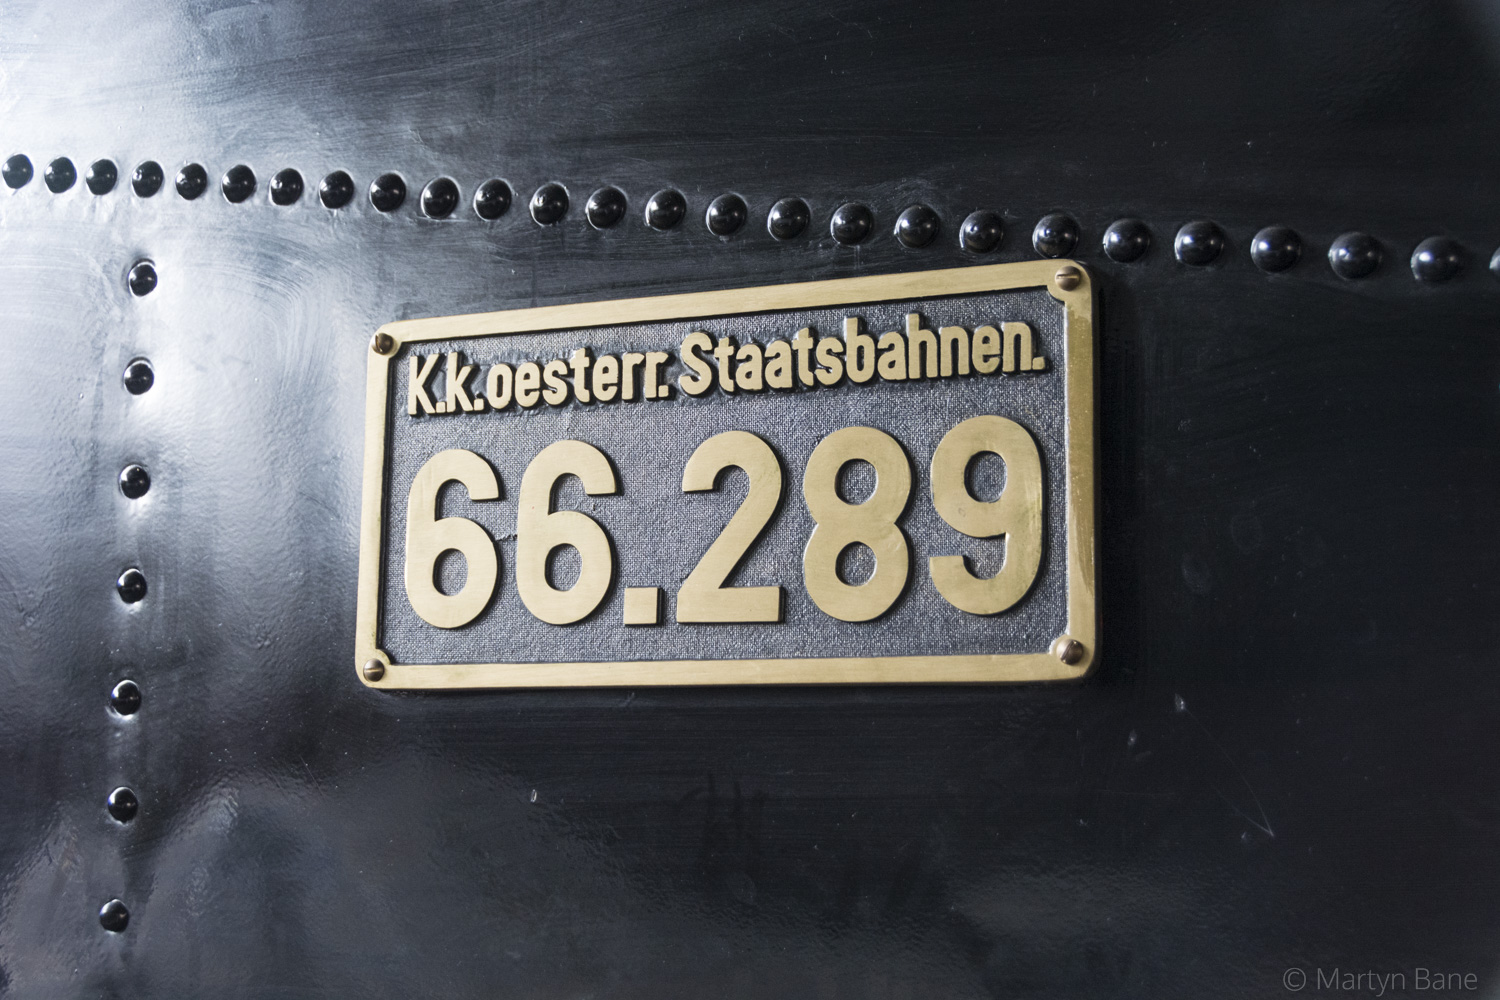 K.k.oesterr. Staatsbahnen.
66.289
© Martyn Bane